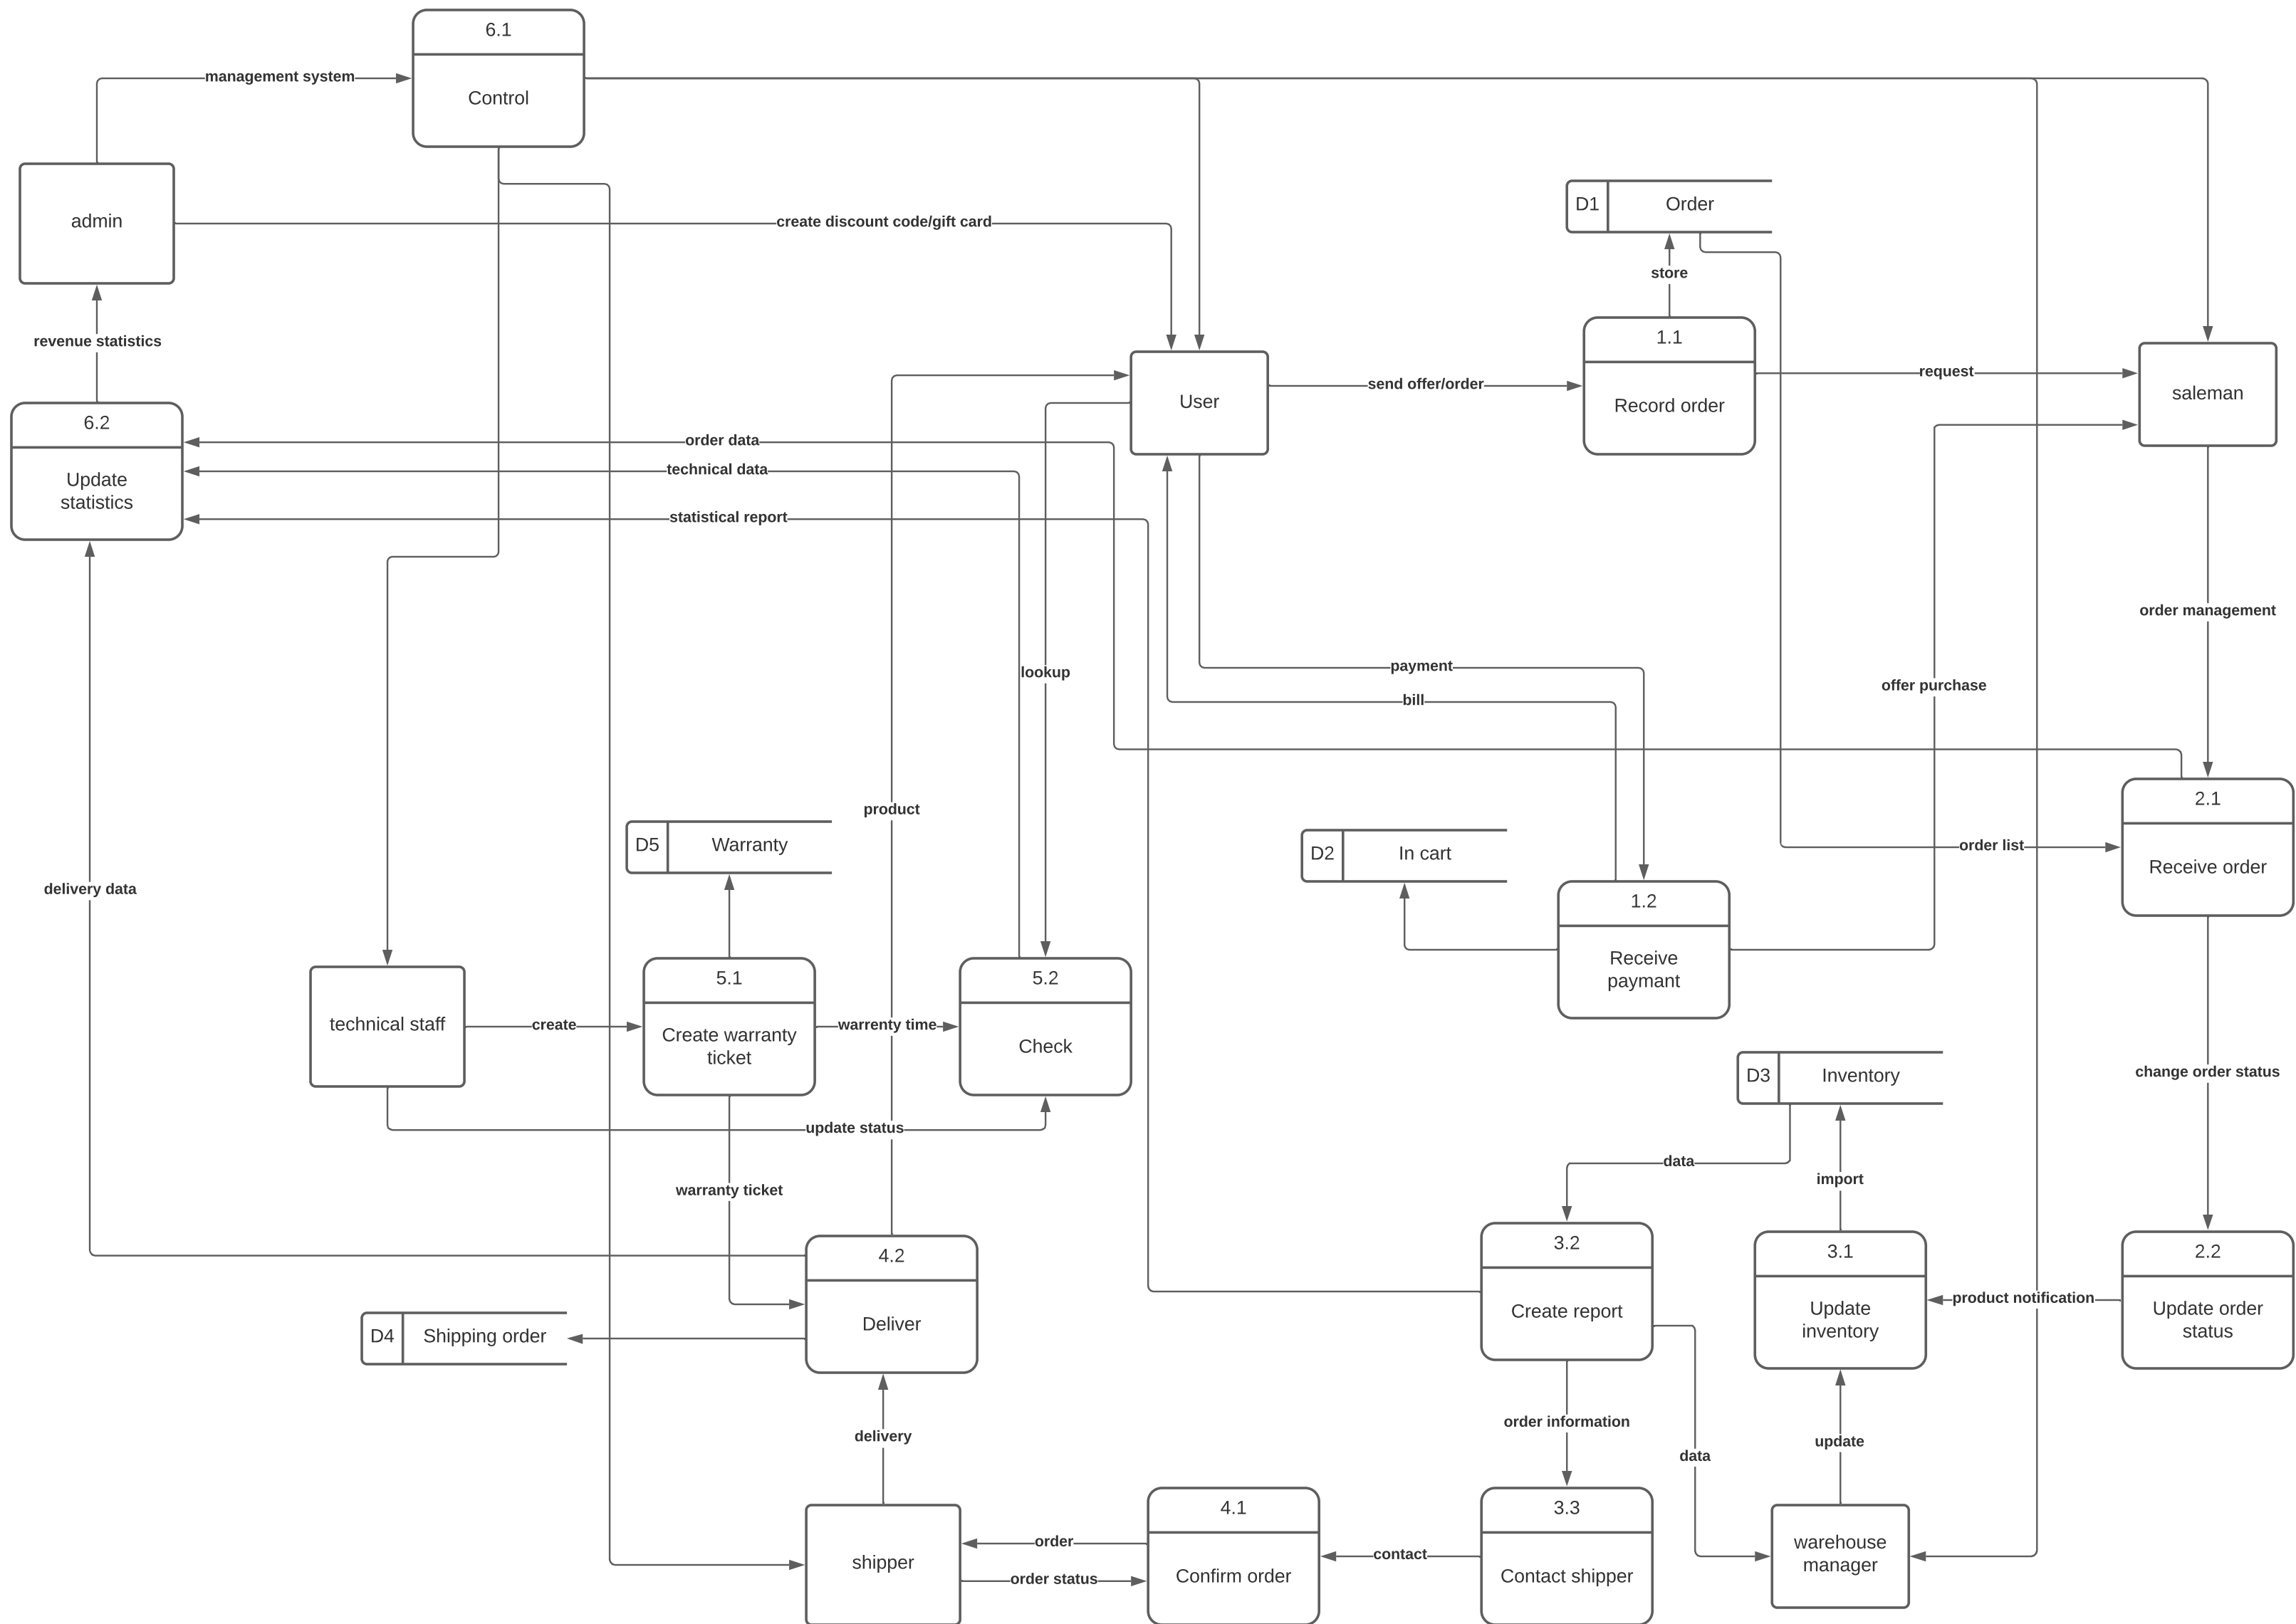 6.1
Control
management system
admin
create discount code/gift card
D1
Order
store
revenue statistics
1.1
Record order
request
User
send offer/order
saleman
6.2
Update
statistics
order data
technical data
statistical report
order management
lookup
payment
bill
offer purchase
product
2.1
Receive order
order list
D5
Warranty
D2
In cart
delivery data
1.2
Receive
paymant
technical staff
create
5.1
Create warranty
ticket
warrenty time
5.2
Check
D3
Inventory
change order status
update status
data
import
warranty ticket
4.2
Deliver
3.2
Create report
3.1
Update
inventory
product notification
2.2
Update order
status
D4
Shipping order
order information
delivery
data
update
shipper
order
order status
4.1
Confirm order
contact
3.3
Contact shipper
warehouse
manager